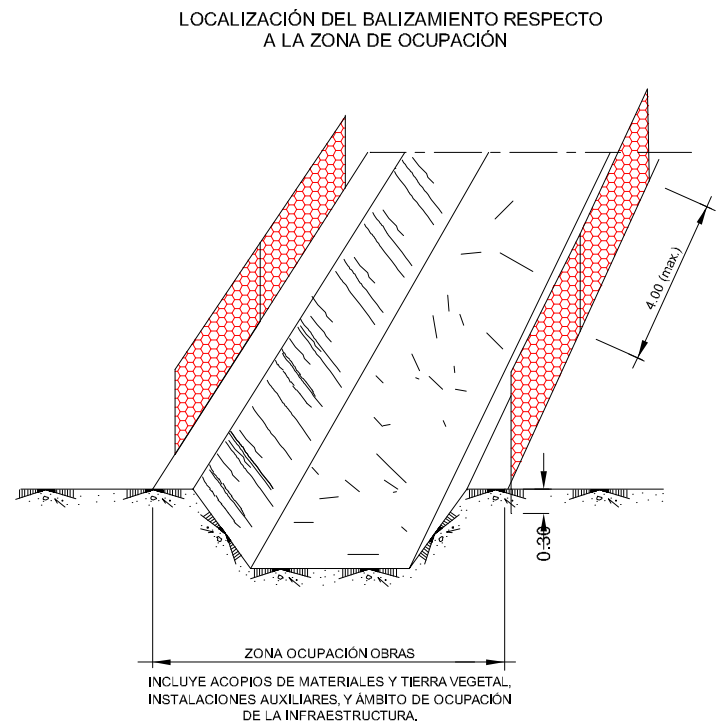 LOCALIZACIÓN DEL BALIZAMIENTO RESPECTO
A LA ZONA DE OCUPACIÓN
4.00 (max.)
0.30
ZONA OCUPACIÓN OBRAS
INCLUYE ACOPIOS DE MATERIALES Y TIERRA VEGETAL,
INSTALACIONES AUXILIARES, Y ÁMBITO DE OCUPACIÓN
DE LA INFRAESTRUCTURA.